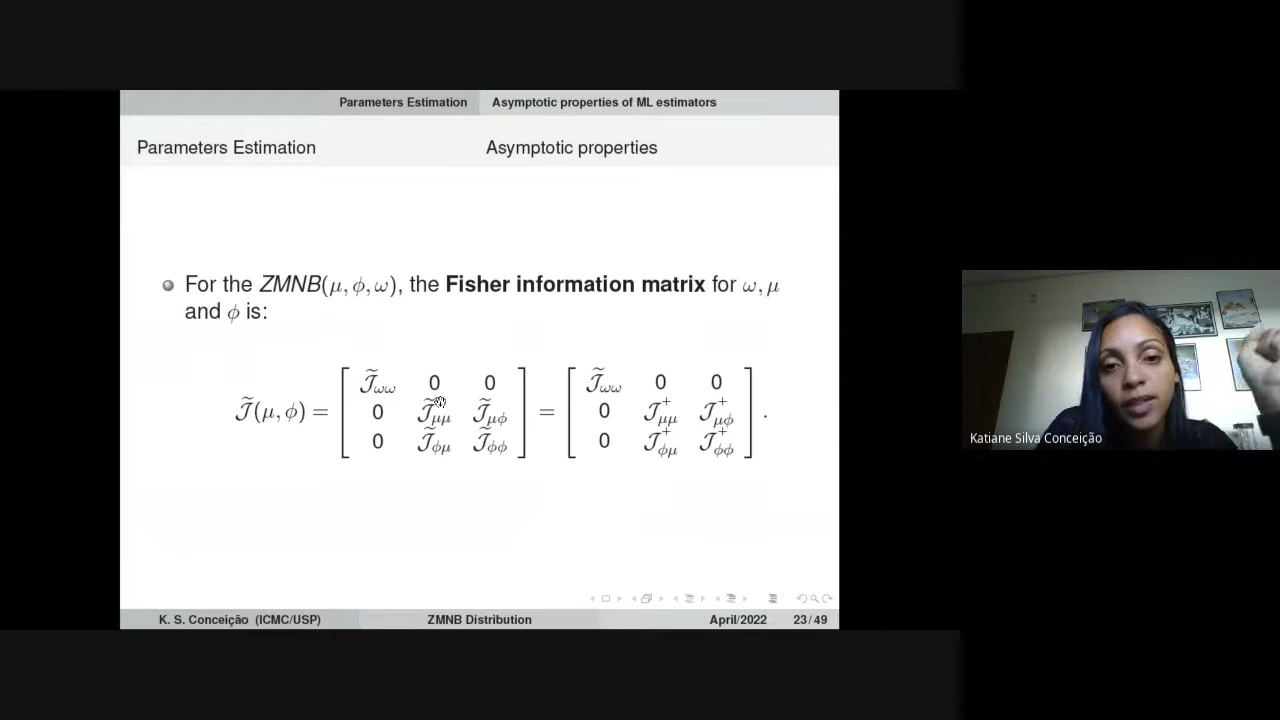 Parameters Estimation Asymptotic properties of ML estimators
Parameters Estimation Asymptotic properties
For the ZMNB(μ, ϕ, ω), the Fisher information matrix for ω, μ
and ϕ is:
𝒥̃(μ, ϕ) = [ 𝒥̃ωω 0 0 ; 0 𝒥̃μμ 𝒥̃μϕ ; 0 𝒥̃ϕμ 𝒥̃ϕϕ ] = [ 𝒥̃ωω 0 0 ; 0 𝒥⁺μμ 𝒥⁺μϕ ; 0 𝒥⁺ϕμ 𝒥⁺ϕϕ ] .
Katiane Silva Conceição
K. S. Conceição (ICMC/USP) ZMNB Distribution April/2022 23/49